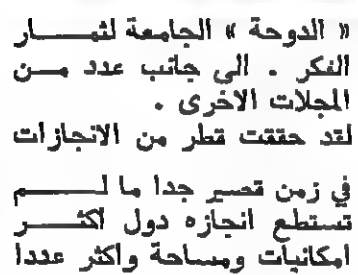 « الدوحة » الجامعة لثمار
الفكر . الى جانب عدد من
المجلات الاخرى .
لقد حققت قطر من الانجازات
في زمن قصير جدا ما لم
تستطع انجازه دول اكثر
امكانيات ومساحة واكثر عددا